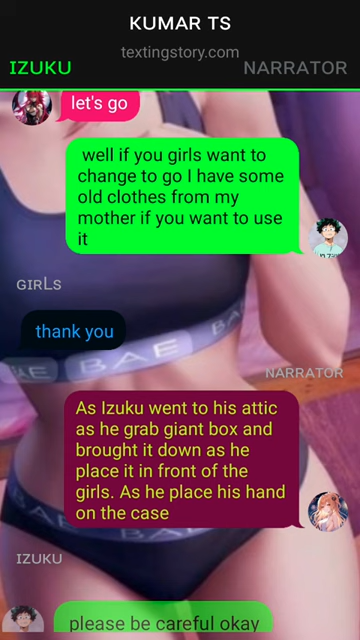 KUMAR TS
textingstory.com
IZUKU
NARRATOR
let's go
well if you girls want to
change to go I have some
old clothes from my
mother if you want to use
it
GIRLS
thank you
BAE
NARRATOR
As Izuku went to his attic
as he grab giant box and
brought it down as he
place it in front of the
girls. As he place his hand
on the case
IZUKU
please be careful okay